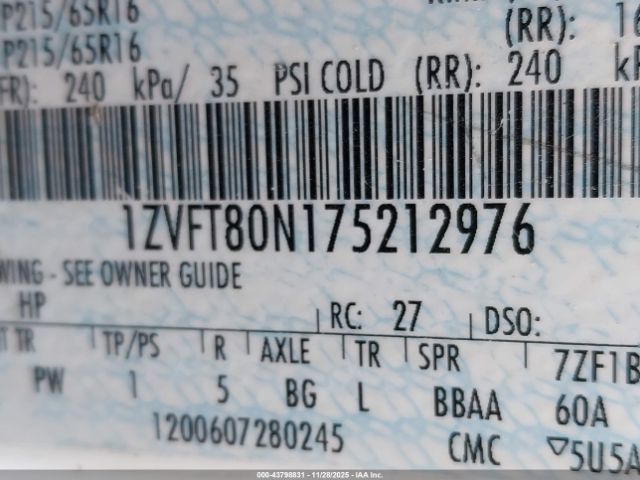 P215/65R16
(RR): 16
P215/65R16
FR): 240 kPa/ 35 PSI COLD (RR): 240
1ZVFT80N175212976
WING - SEE OWNER GUIDE
HP
RC: 27 DSO:
TR TP/PS R AXLE TR SPR 7ZF1B
PW 1 5 BG L BBAA 60A
1200607280245 CMC ▽5U5A
000-43798831 - 11/28/2025 - IAA Inc.